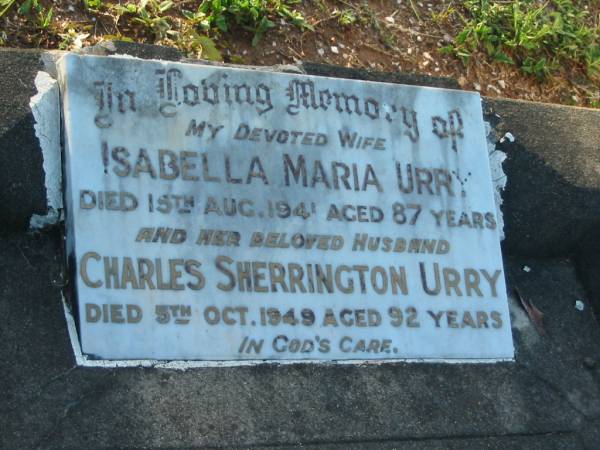 In Loving Memory of
MY DEVOTED WIFE
ISABELLA MARIA URRY
DIED 15TH AUG. 1941 AGED 87 YEARS
AND HER BELOVED HUSBAND
CHARLES SHERRINGTON URRY
DIED 5TH OCT. 1949 AGED 92 YEARS
IN GOD'S CARE.